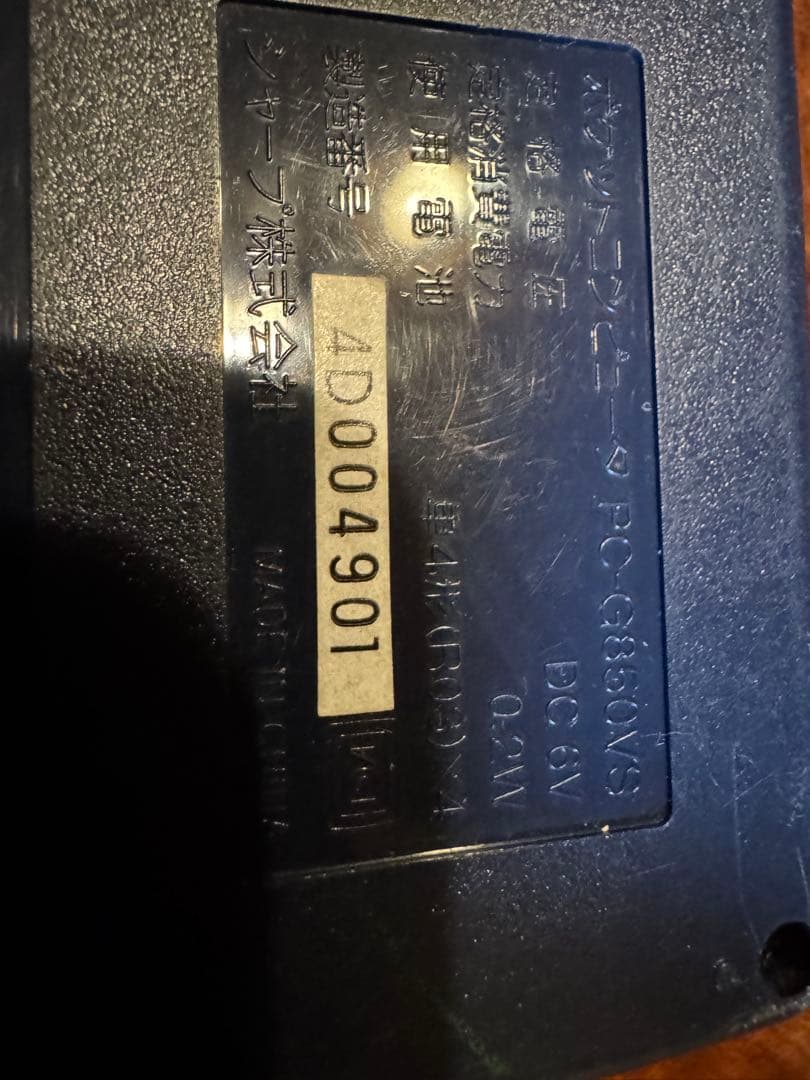 ポケットコンピュータ PC-G850VS
定格電圧 DC 6V
定格消費電力 0.2W
使用電池 単4形(R03)×4
製造番号 4D004901
シャープ株式会社 MADE IN CHINA